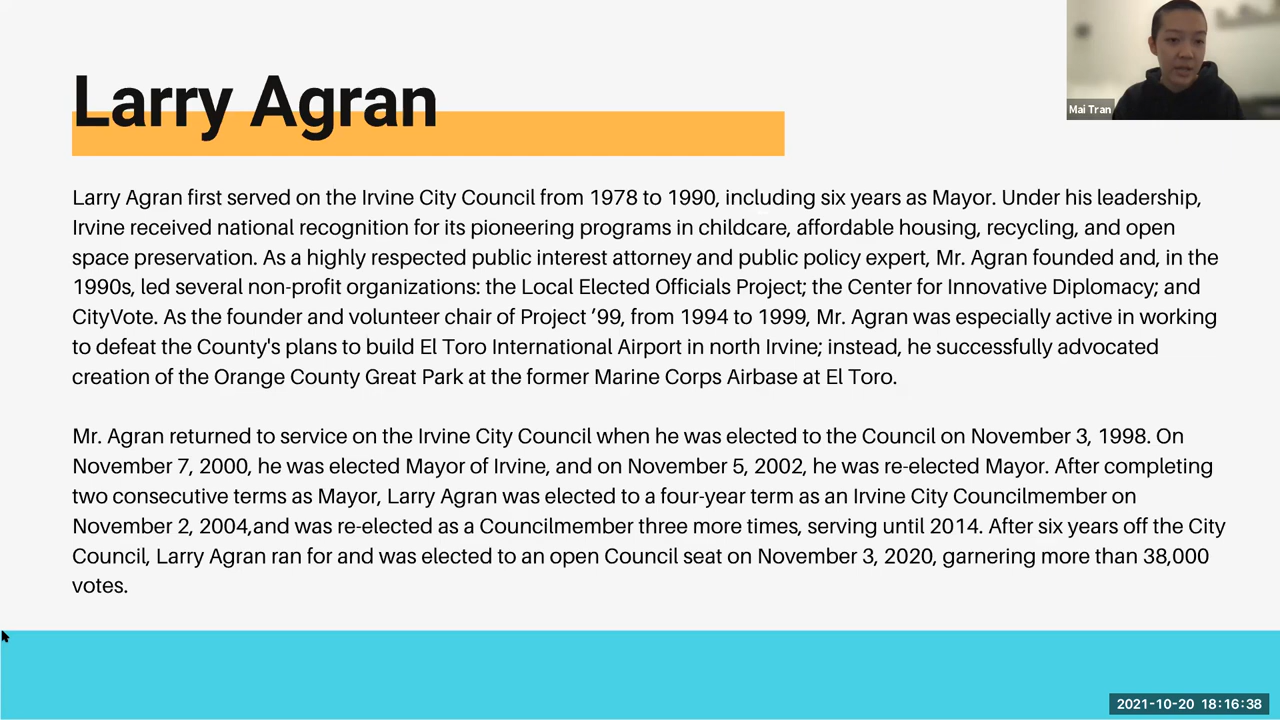 Larry Agran
Mai Tran
Larry Agran first served on the Irvine City Council from 1978 to 1990, including six years as Mayor. Under his leadership,
Irvine received national recognition for its pioneering programs in childcare, affordable housing, recycling, and open
space preservation. As a highly respected public interest attorney and public policy expert, Mr. Agran founded and, in the
1990s, led several non-profit organizations: the Local Elected Officials Project; the Center for Innovative Diplomacy; and
CityVote. As the founder and volunteer chair of Project ’99, from 1994 to 1999, Mr. Agran was especially active in working
to defeat the County's plans to build El Toro International Airport in north Irvine; instead, he successfully advocated
creation of the Orange County Great Park at the former Marine Corps Airbase at El Toro.
Mr. Agran returned to service on the Irvine City Council when he was elected to the Council on November 3, 1998. On
November 7, 2000, he was elected Mayor of Irvine, and on November 5, 2002, he was re-elected Mayor. After completing
two consecutive terms as Mayor, Larry Agran was elected to a four-year term as an Irvine City Councilmember on
November 2, 2004,and was re-elected as a Councilmember three more times, serving until 2014. After six years off the City
Council, Larry Agran ran for and was elected to an open Council seat on November 3, 2020, garnering more than 38,000
votes.
2021-10-20 18:16:38